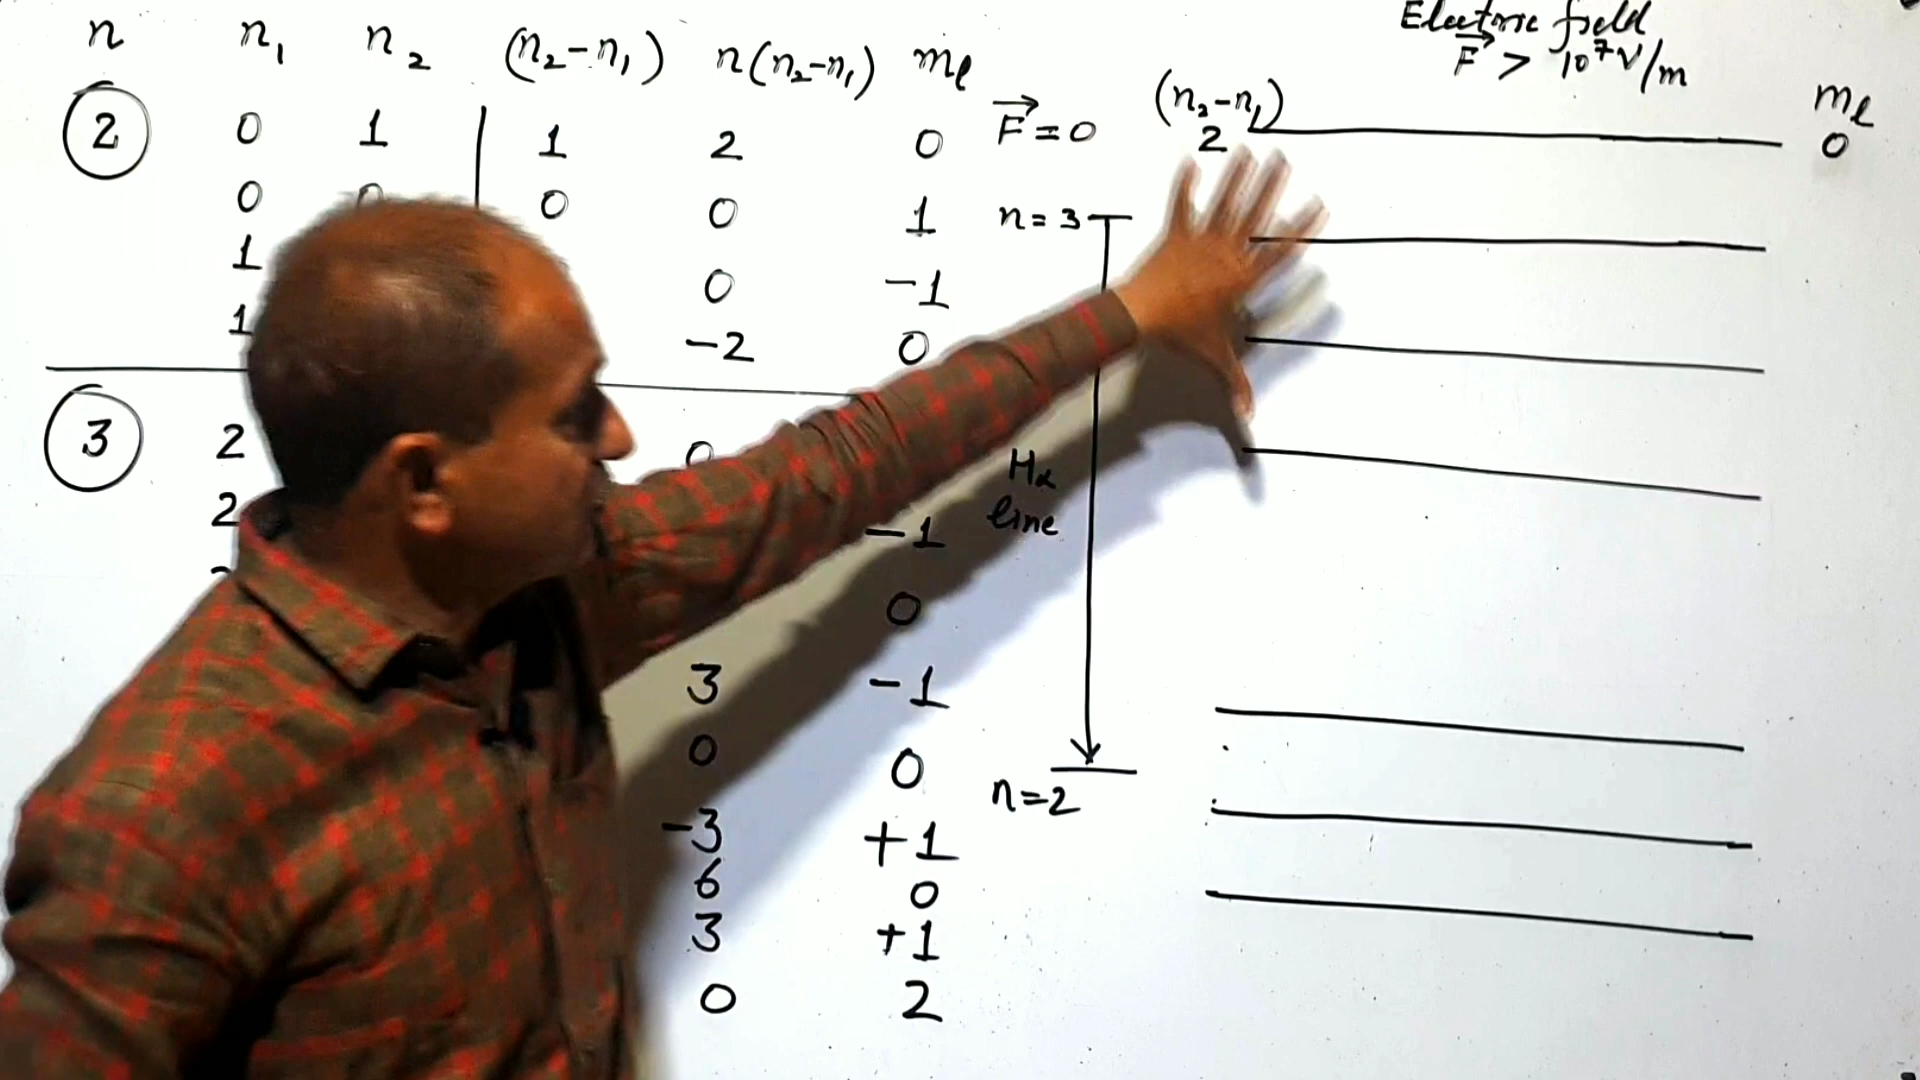 n n₁ n₂ (n₂-n₁) n(n₂-n₁) mℓ
2 0 1 1 2 0
0 0 0 0 1
1 0 -1
1 -2 0
3 2 0
2 -1
0
3 -1
0 0
-3 +1
6 0
3 +1
0 2
F⃗=0
n=3
Hα
line
n=2
Electric field
F⃗ > 10⁷V/m
(n₂-n₁) mℓ
2 0